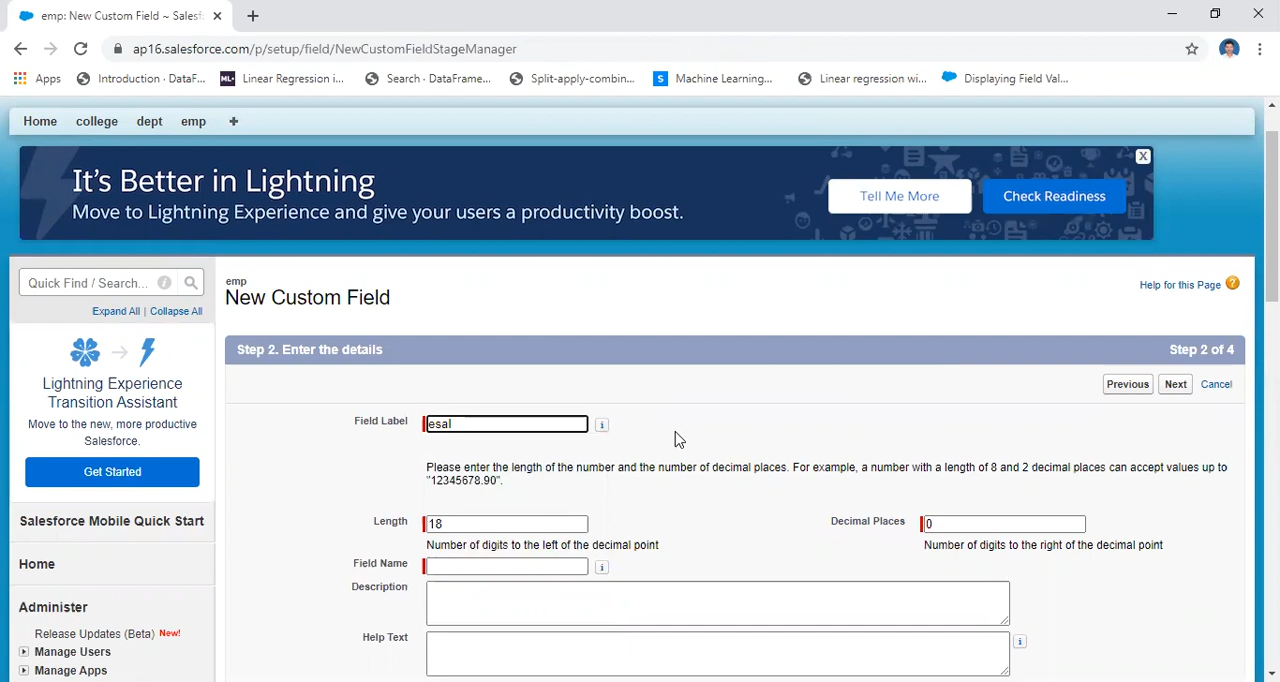 emp: New Custom Field ~ Salesf
ap16.salesforce.com/p/setup/field/NewCustomFieldStageManager
Apps
Introduction · DataF...
ML+
Linear Regression i...
Search · DataFrame...
Split-apply-combin...
S
Machine Learning...
Linear regression wi...
Displaying Field Val...
Home
college
dept
emp
+
It's Better in Lightning
Move to Lightning Experience and give your users a productivity boost.
Tell Me More
Check Readiness
X
Quick Find / Search...
i
Expand All | Collapse All
Lightning Experience
Transition Assistant
Move to the new, more productive
Salesforce.
Get Started
Salesforce Mobile Quick Start
Home
Administer
Release Updates (Beta) New!
Manage Users
Manage Apps
emp
New Custom Field
Help for this Page ?
Step 2. Enter the details
Step 2 of 4
Previous
Next
Cancel
Field Label
esal
i
Please enter the length of the number and the number of decimal places. For example, a number with a length of 8 and 2 decimal places can accept values up to
"12345678.90".
Length
18
Decimal Places
0
Number of digits to the left of the decimal point
Number of digits to the right of the decimal point
Field Name
i
Description
Help Text
i